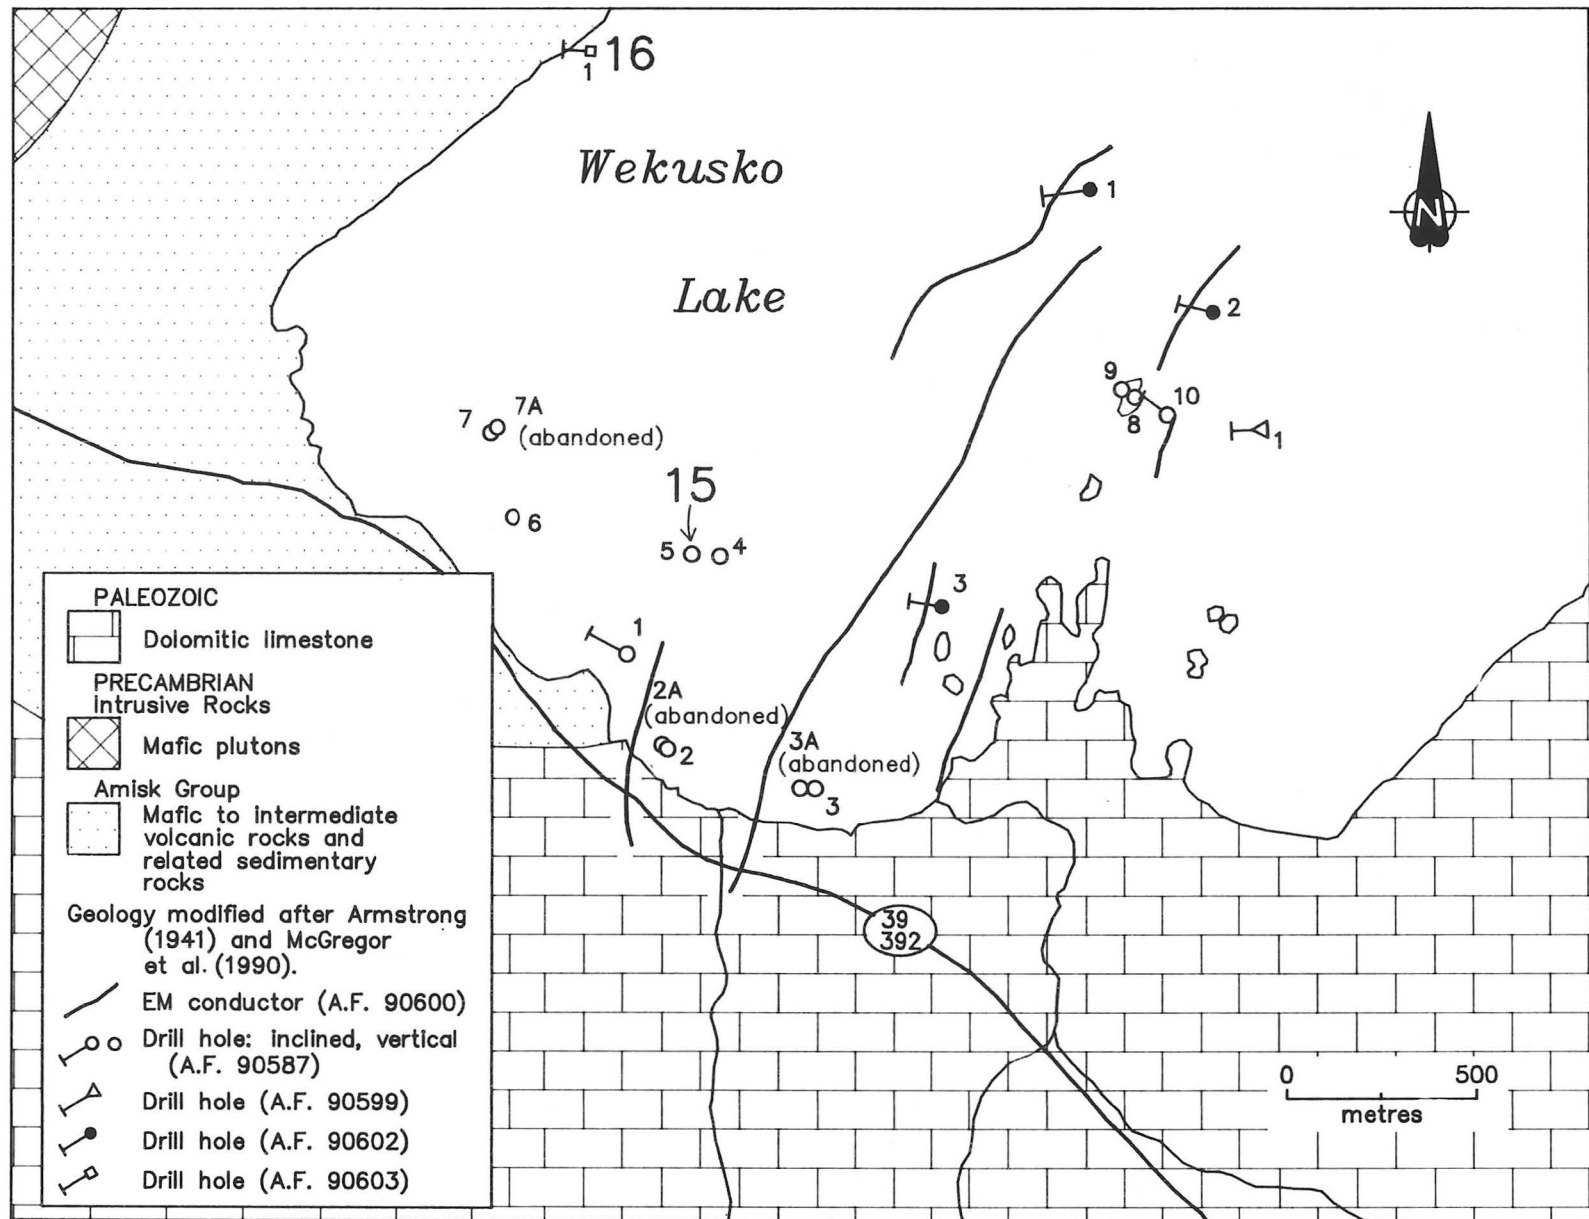 1
16
Wekusko
Lake
N
1
2
9
8
10
1
7
7A
(abandoned)
15
6
5
4
3
1
2A
(abandoned)
2
3A
(abandoned)
3
39
392
PALEOZOIC
Dolomitic limestone
PRECAMBRIAN
Intrusive Rocks
Mafic plutons
Amisk Group
Mafic to intermediate
volcanic rocks and
related sedimentary
rocks
Geology modified after Armstrong
(1941) and McGregor
et al. (1990).
EM conductor (A.F. 90600)
Drill hole: inclined, vertical
(A.F. 90587)
Drill hole (A.F. 90599)
Drill hole (A.F. 90602)
Drill hole (A.F. 90603)
0 500
metres